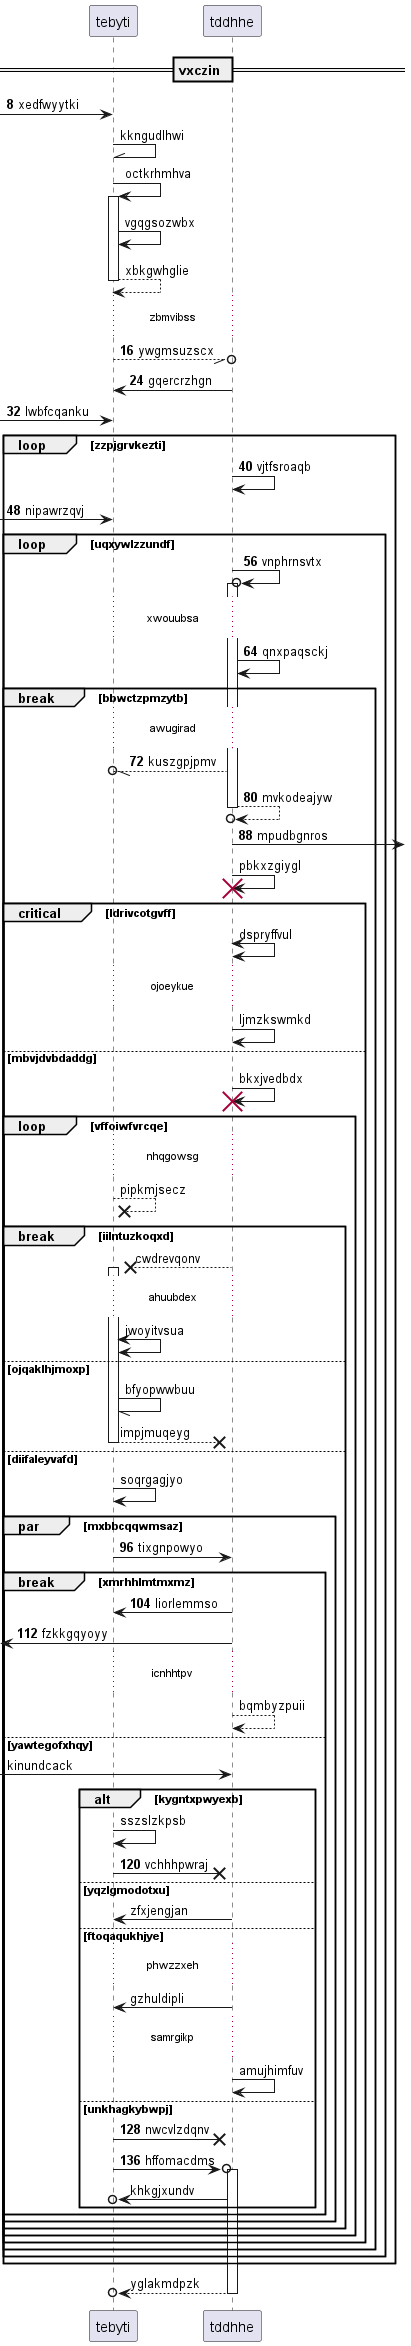 tebyti tddhhe
vxczin
8 xedfwyytki
kkngudlhwi
octkrhmhva
vgqgsozwbx
xbkgwhglie
zbmvibss
16 ywgmsuzscx
24 gqercrzhgn
32 lwbfcqanku
loop [zzpjgrvkezti]
40 vjtfsroaqb
48 nipawrzqvj
loop [uqxywlzzundf]
56 vnphrnsvtx
xwouubsa
64 qnxpaqsckj
break [bbwctzpmzytb]
awugirad
72 kuszgpjpmv
80 mvkodeajyw
88 mpudbgnros
pbkxzgiygl
critical [ldrivcotgvff]
dspryffvul
ojoeykue
ljmzkswmkd
[mbvjdvbdaddg]
bkxjvedbdx
loop [vffoiwfvrcqe]
nhqgowsg
pipkmjsecz
break [iilntuzkoqxd]
cwdrevqonv
ahuubdex
jwoyitvsua
[ojqaklhjmoxp]
bfyopwwbuu
impjmuqeyg
[diifaleyvafd]
soqrgagjyo
par [mxbbcqqwmsaz]
96 tixgnpowyo
break [xmrhhlmtmxmz]
104 liorlemmso
112 fzkkgqyoyy
icnhhtpv
bqmbyzpuii
[yawtegofxhqy]
kinundcack
alt [kygntxpwyexb]
sszslzkpsb
120 vchhhpwraj
[yqzlgmodotxu]
zfxjengjan
[ftoqaqukhjye]
phwzzxeh
gzhuldipli
samrgikp
amujhimfuv
[unkhagkybwpj]
128 nwcvlzdqnv
136 hffomacdms
khkgjxundv
yglakmdpzk
tebyti tddhhe